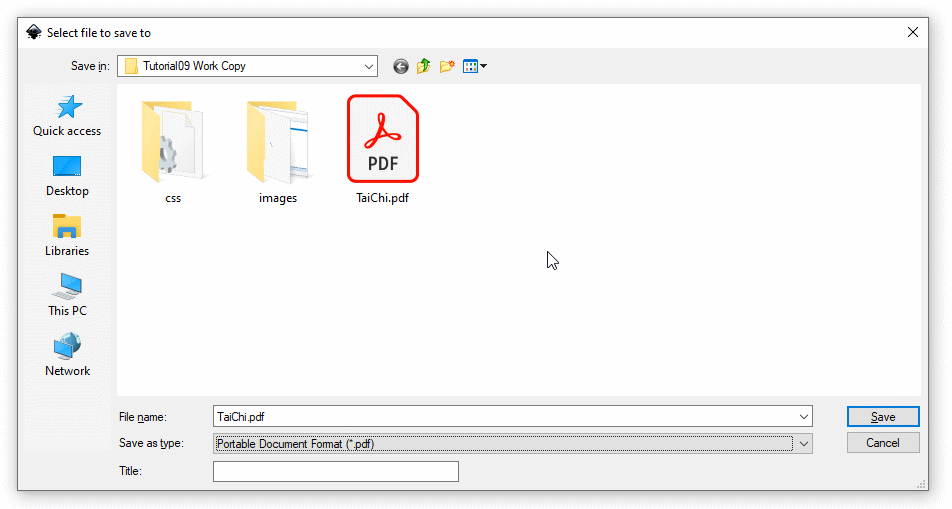 Select file to save to
Save in: Tutorial09 Work Copy
Quick access
Desktop
Libraries
This PC
Network
css
images
PDF
TaiChi.pdf
File name: TaiChi.pdf
Save
Save as type: Portable Document Format (*.pdf)
Cancel
Title: